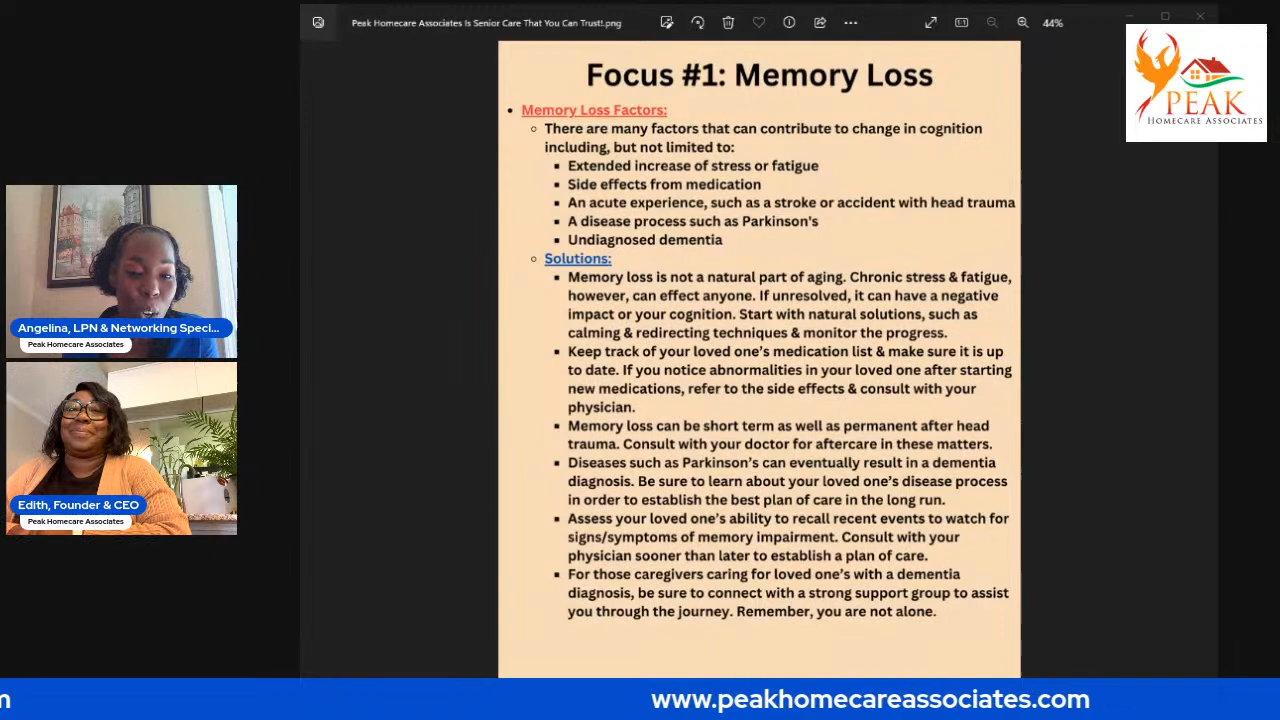 Peak Homecare Associates Is Senior Care That You Can Trust!.png
44%
PEAK
HOMECARE ASSOCIATES
Focus #1: Memory Loss
Memory Loss Factors:
There are many factors that can contribute to change in cognition
including, but not limited to:
Extended increase of stress or fatigue
Side effects from medication
An acute experience, such as a stroke or accident with head trauma
A disease process such as Parkinson's
Undiagnosed dementia
Solutions:
Memory loss is not a natural part of aging. Chronic stress & fatigue,
however, can effect anyone. If unresolved, it can have a negative
impact or your cognition. Start with natural solutions, such as
calming & redirecting techniques & monitor the progress.
Keep track of your loved one's medication list & make sure it is up
to date. If you notice abnormalities in your loved one after starting
new medications, refer to the side effects & consult with your
physician.
Memory loss can be short term as well as permanent after head
trauma. Consult with your doctor for aftercare in these matters.
Diseases such as Parkinson's can eventually result in a dementia
diagnosis. Be sure to learn about your loved one's disease process
in order to establish the best plan of care in the long run.
Assess your loved one's ability to recall recent events to watch for
signs/symptoms of memory impairment. Consult with your
physician sooner than later to establish a plan of care.
For those caregivers caring for loved one's with a dementia
diagnosis, be sure to connect with a strong support group to assist
you through the journey. Remember, you are not alone.
Angelina, LPN & Networking Speci...
Peak Homecare Associates
Edith, Founder & CEO
Peak Homecare Associates
m
www.peakhomecareassociates.com